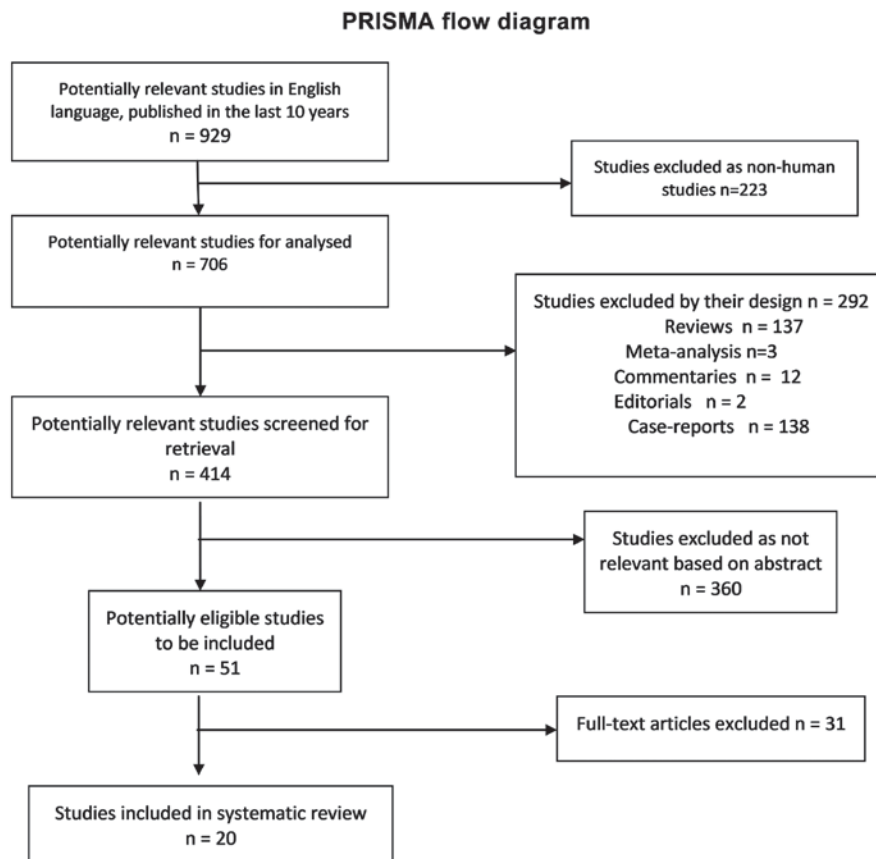 PRISMA flow diagram
Potentially relevant studies in English
language, published in the last 10 years
n = 929
Studies excluded as non-human
studies n=223
Potentially relevant studies for analysed
n = 706
Studies excluded by their design n = 292
Reviews n = 137
Meta-analysis n=3
Commentaries n = 12
Editorials n = 2
Case-reports n = 138
Potentially relevant studies screened for
retrieval
n = 414
Studies excluded as not
relevant based on abstract
n = 360
Potentially eligible studies
to be included
n = 51
Full-text articles excluded n = 31
Studies included in systematic review
n = 20